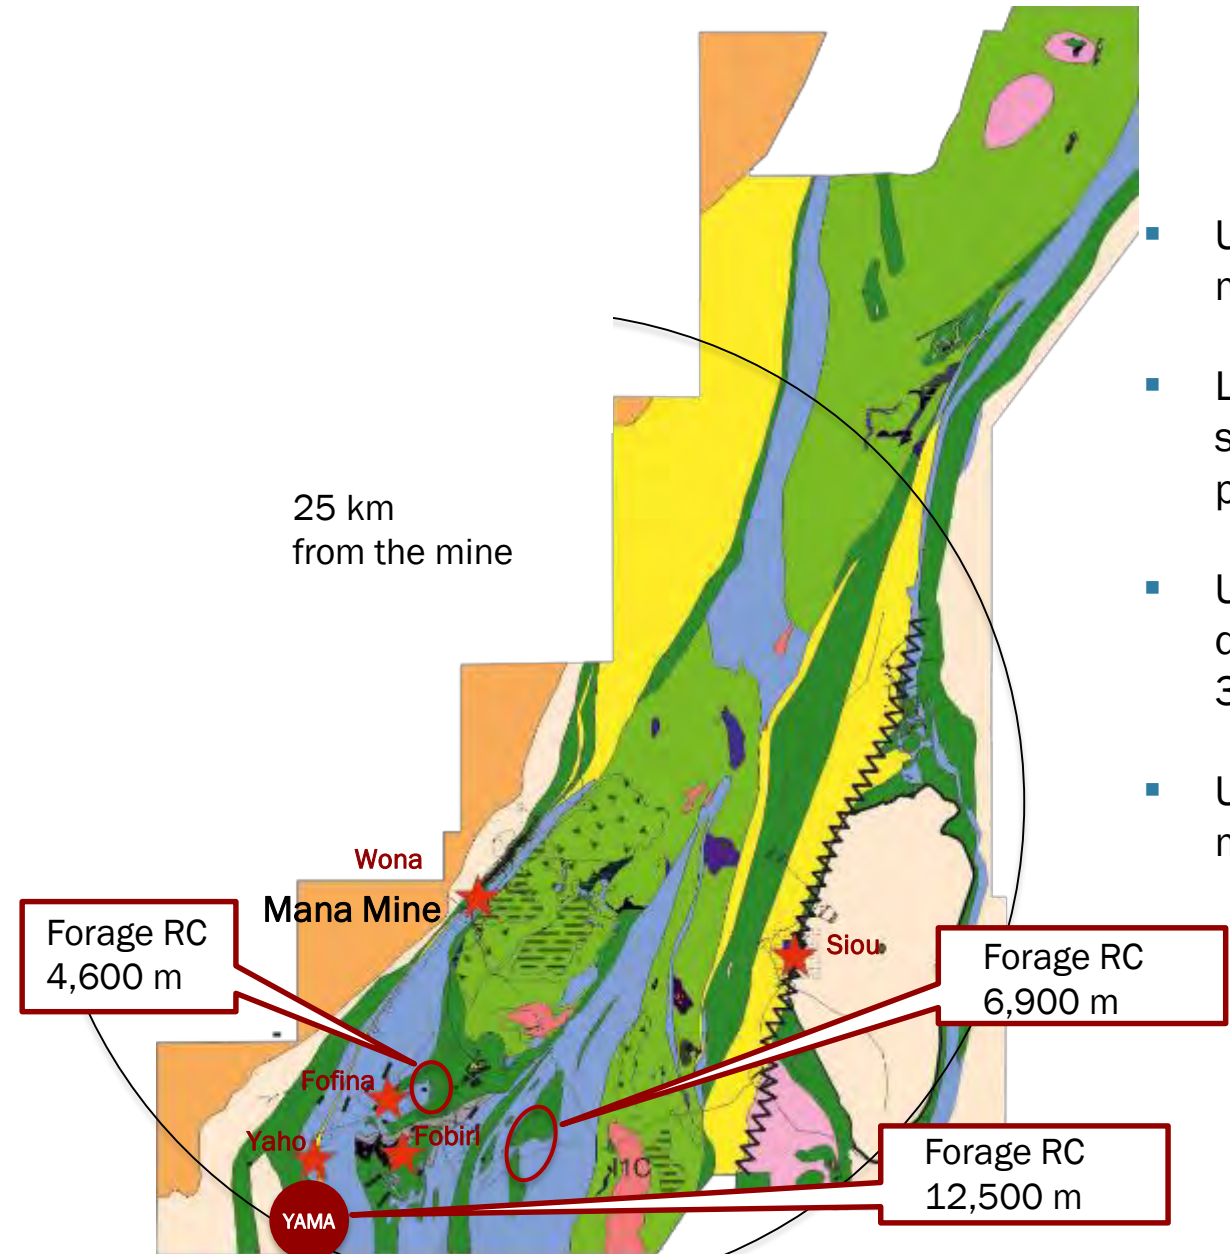 25 km
from the mine
Wona
Mana Mine
Forage RC
4,600 m
Siou
Forage RC
6,900 m
Fofina
Yaho
Fobiri
I1C
Forage RC
12,500 m
YAMA